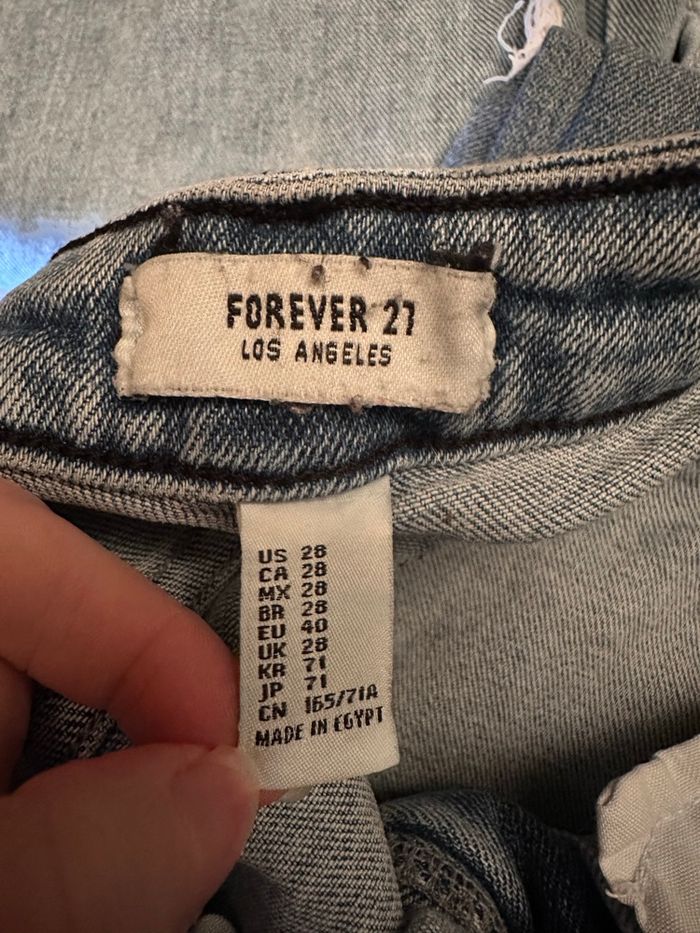 FOREVER 21
LOS ANGELES
US 28
CA 28
MX 28
BR 28
EU 40
UK 28
KR 71
JP 71
CN 165/71A
MADE IN EGYPT